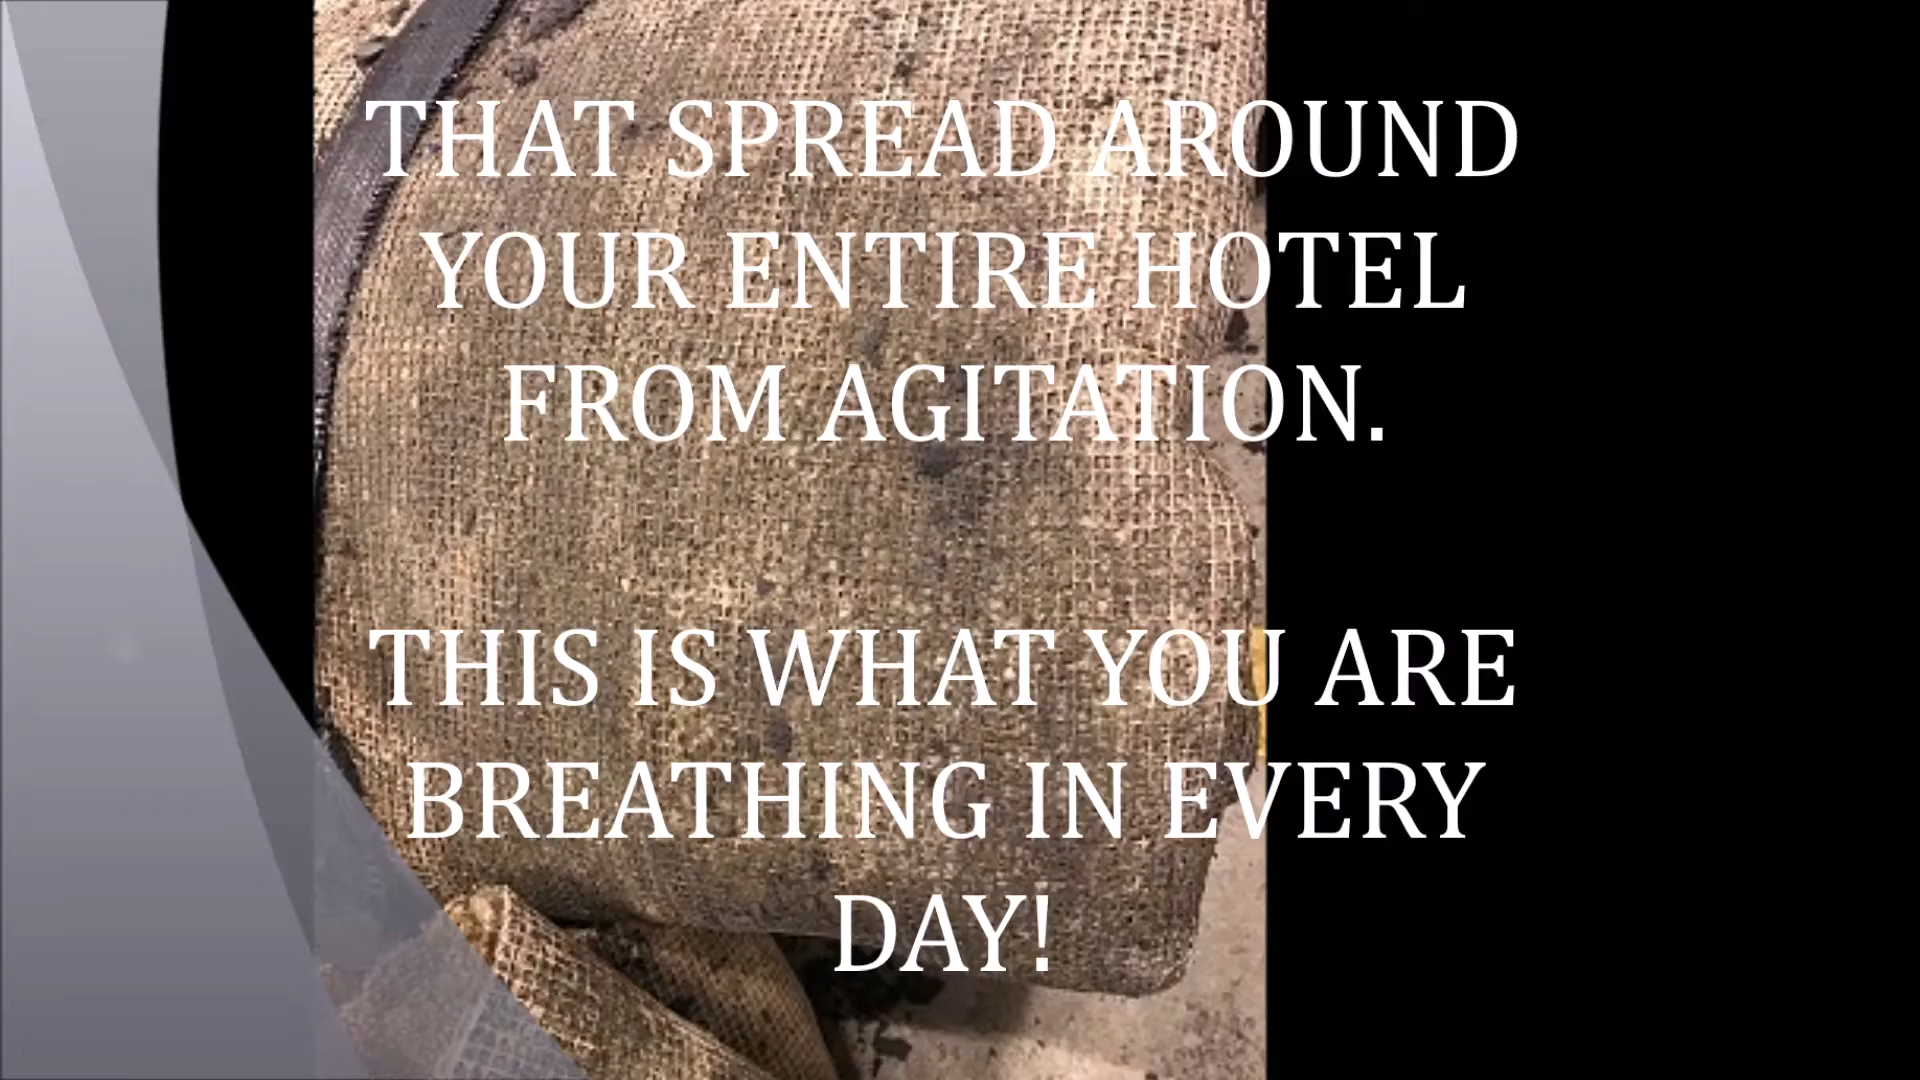 THAT SPREAD AROUND
YOUR ENTIRE HOTEL
FROM AGITATION.
THIS IS WHAT YOU ARE
BREATHING IN EVERY
DAY!